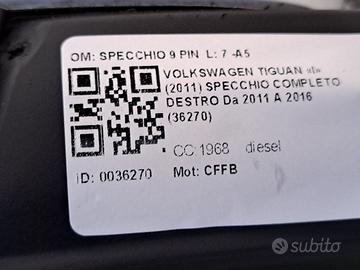 OM: SPECCHIO 9 PIN L: 7 -A5
VOLKSWAGEN TIGUAN «I»
(2011) SPECCHIO COMPLETO
DESTRO Da 2011 A 2016
(36270)
CC 1968 diesel
ID: 0036270 Mot: CFFB
subito